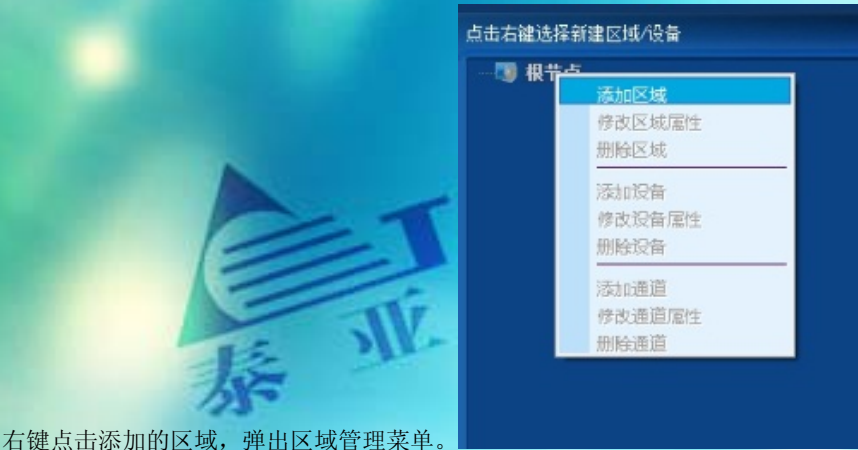 点击右键选择新建区域/设备
根节点
添加区域
修改区域属性
删除区域
添加设备
修改设备属性
删除设备
添加通道
修改通道属性
删除通道
泰亚
右键点击添加的区域，弹出区域管理菜单。